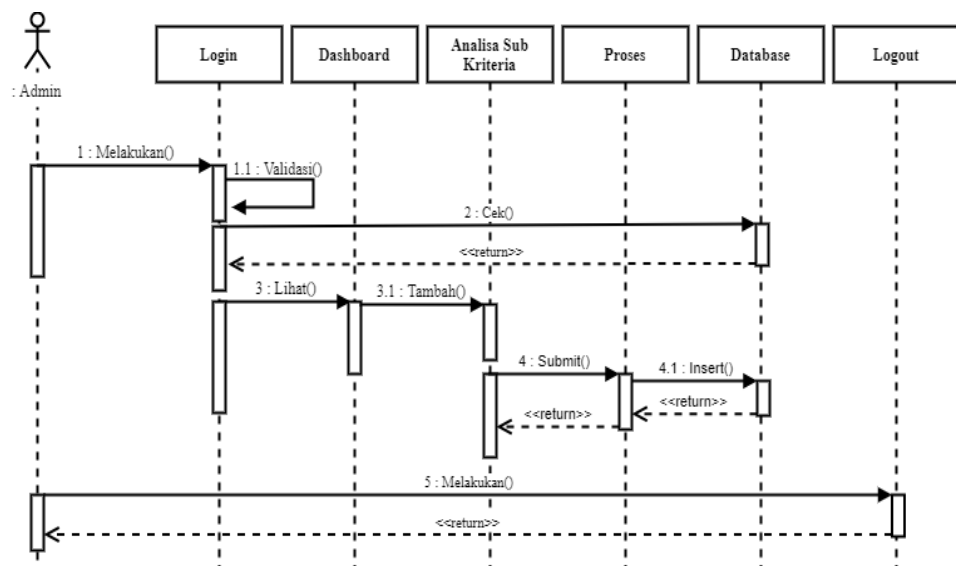 : Admin
Login
Dashboard
Analisa Sub
Kriteria
Proses
Database
Logout
1 : Melakukan()
1.1 : Validasi()
2 : Cek()
<<return>>
3 : Lihat()
3.1 : Tambah()
4 : Submit()
4.1 : Insert()
<<return>>
<<return>>
5 : Melakukan()
<<return>>